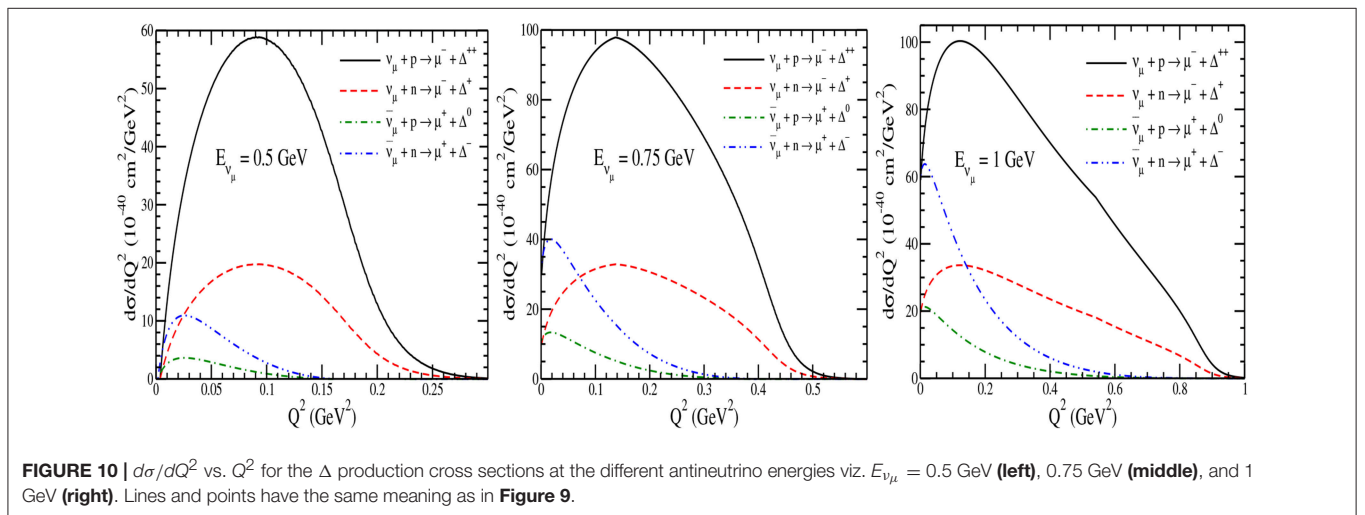 60
50
40
30
20
10
0
dσ/dQ² (10⁻⁴⁰ cm²/GeV²)
ν_μ + p → μ⁻ + Δ⁺⁺
ν_μ + n → μ⁻ + Δ⁺
ν̄_μ + p → μ⁺ + Δ⁰
ν̄_μ + n → μ⁺ + Δ⁻
E_ν_μ = 0.5 GeV
0 0.05 0.1 0.15 0.2 0.25
Q² (GeV²)
100
80
60
40
20
0
dσ/dQ² (10⁻⁴⁰ cm²/GeV²)
ν_μ + p → μ⁻ + Δ⁺⁺
ν_μ + n → μ⁻ + Δ⁺
ν̄_μ + p → μ⁺ + Δ⁰
ν̄_μ + n → μ⁺ + Δ⁻
E_ν_μ = 0.75 GeV
0 0.1 0.2 0.3 0.4 0.5
Q² (GeV²)
100
80
60
40
20
0
dσ/dQ² (10⁻⁴⁰ cm²/GeV²)
ν_μ + p → μ⁻ + Δ⁺⁺
ν_μ + n → μ⁻ + Δ⁺
ν̄_μ + p → μ⁺ + Δ⁰
ν̄_μ + n → μ⁺ + Δ⁻
E_ν_μ = 1 GeV
0 0.2 0.4 0.6 0.8 1
Q² (GeV²)
FIGURE 10 | dσ/dQ² vs. Q² for the Δ production cross sections at the different antineutrino energies viz. E_ν_μ = 0.5 GeV (left), 0.75 GeV (middle), and 1
GeV (right). Lines and points have the same meaning as in Figure 9.